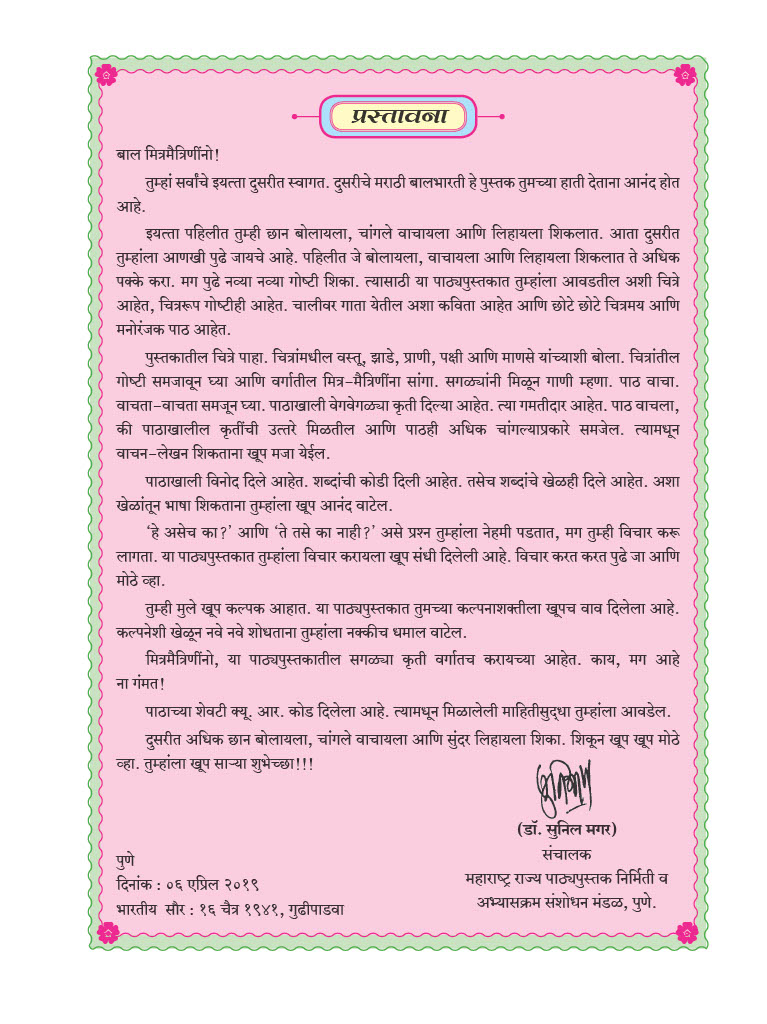 प्रस्तावना
बाल मित्रमैत्रिणींनो!
तुम्हां सर्वांचे इयत्ता दुसरीत स्वागत. दुसरीचे मराठी बालभारती हे पुस्तक तुमच्या हाती देताना आनंद होत
आहे.
इयत्ता पहिलीत तुम्ही छान बोलायला, चांगले वाचायला आणि लिहायला शिकलात. आता दुसरीत
तुम्हांला आणखी पुढे जायचे आहे. पहिलीत जे बोलायला, वाचायला आणि लिहायला शिकलात ते अधिक
पक्के करा. मग पुढे नव्या नव्या गोष्टी शिका. त्यासाठी या पाठ्यपुस्तकात तुम्हांला आवडतील अशी चित्रे
आहेत, चित्ररूप गोष्टीही आहेत. चालीवर गाता येतील अशा कविता आहेत आणि छोटे छोटे चित्रमय आणि
मनोरंजक पाठ आहेत.
पुस्तकातील चित्रे पाहा. चित्रांमधील वस्तू, झाडे, प्राणी, पक्षी आणि माणसे यांच्याशी बोला. चित्रांतील
गोष्टी समजावून घ्या आणि वर्गातील मित्र-मैत्रिणींना सांगा. सगळ्यांनी मिळून गाणी म्हणा. पाठ वाचा.
वाचता-वाचता समजून घ्या. पाठाखाली वेगवेगळ्या कृती दिल्या आहेत. त्या गमतीदार आहेत. पाठ वाचला,
की पाठाखालील कृतींची उत्तरे मिळतील आणि पाठही अधिक चांगल्याप्रकारे समजेल. त्यामधून
वाचन-लेखन शिकताना खूप मजा येईल.
पाठाखाली विनोद दिले आहेत. शब्दांची कोडी दिली आहेत. तसेच शब्दांचे खेळही दिले आहेत. अशा
खेळांतून भाषा शिकताना तुम्हांला खूप आनंद वाटेल.
‘हे असेच का?’ आणि ‘ते तसे का नाही?’ असे प्रश्न तुम्हांला नेहमी पडतात, मग तुम्ही विचार करू
लागता. या पाठ्यपुस्तकात तुम्हांला विचार करायला खूप संधी दिलेली आहे. विचार करत करत पुढे जा आणि
मोठे व्हा.
तुम्ही मुले खूप कल्पक आहात. या पाठ्यपुस्तकात तुमच्या कल्पनाशक्तीला खूपच वाव दिलेला आहे.
कल्पनेशी खेळून नवे नवे शोधताना तुम्हांला नक्कीच धमाल वाटेल.
मित्रमैत्रिणींनो, या पाठ्यपुस्तकातील सगळ्या कृती वर्गातच करायच्या आहेत. काय, मग आहे
ना गंमत!
पाठाच्या शेवटी क्यू. आर. कोड दिलेला आहे. त्यामधून मिळालेली माहितीसुद्धा तुम्हांला आवडेल.
दुसरीत अधिक छान बोलायला, चांगले वाचायला आणि सुंदर लिहायला शिका. शिकून खूप खूप मोठे
व्हा. तुम्हांला खूप साऱ्या शुभेच्छा!!!
(डॉ. सुनिल मगर)
संचालक
महाराष्ट्र राज्य पाठ्यपुस्तक निर्मिती व
अभ्यासक्रम संशोधन मंडळ, पुणे.
पुणे
दिनांक : ०६ एप्रिल २०१९
भारतीय सौर : १६ चैत्र १९४१, गुढीपाडवा